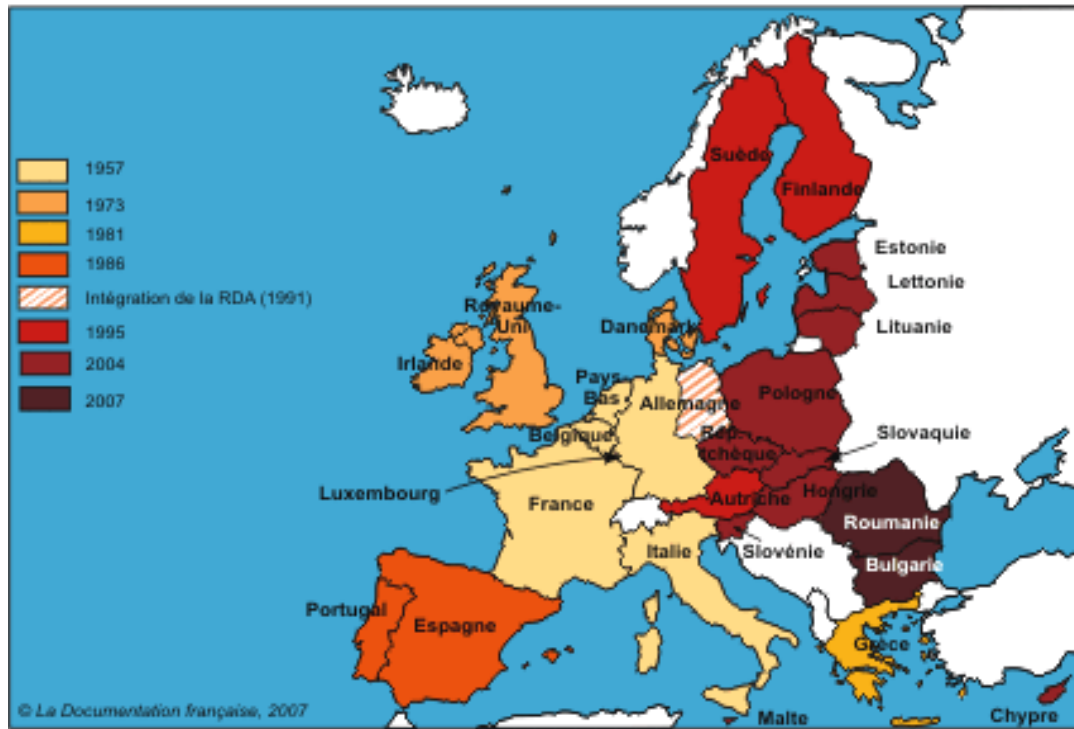 1957
1973
1981
1986
Intégration de la RDA (1991)
1995
2004
2007
Suède
Finlande
Estonie
Lettonie
Lituanie
Royaume-
Uni
Irlande
Danemark
Pays-
Bas
Allemagne
Pologne
Belgique
Rép.
tchèque
Slovaquie
Luxembourg
France
Autriche
Hongrie
Roumanie
Italie
Slovénie
Bulgarie
Portugal
Espagne
Grèce
Malte
Chypre
© La Documentation française, 2007